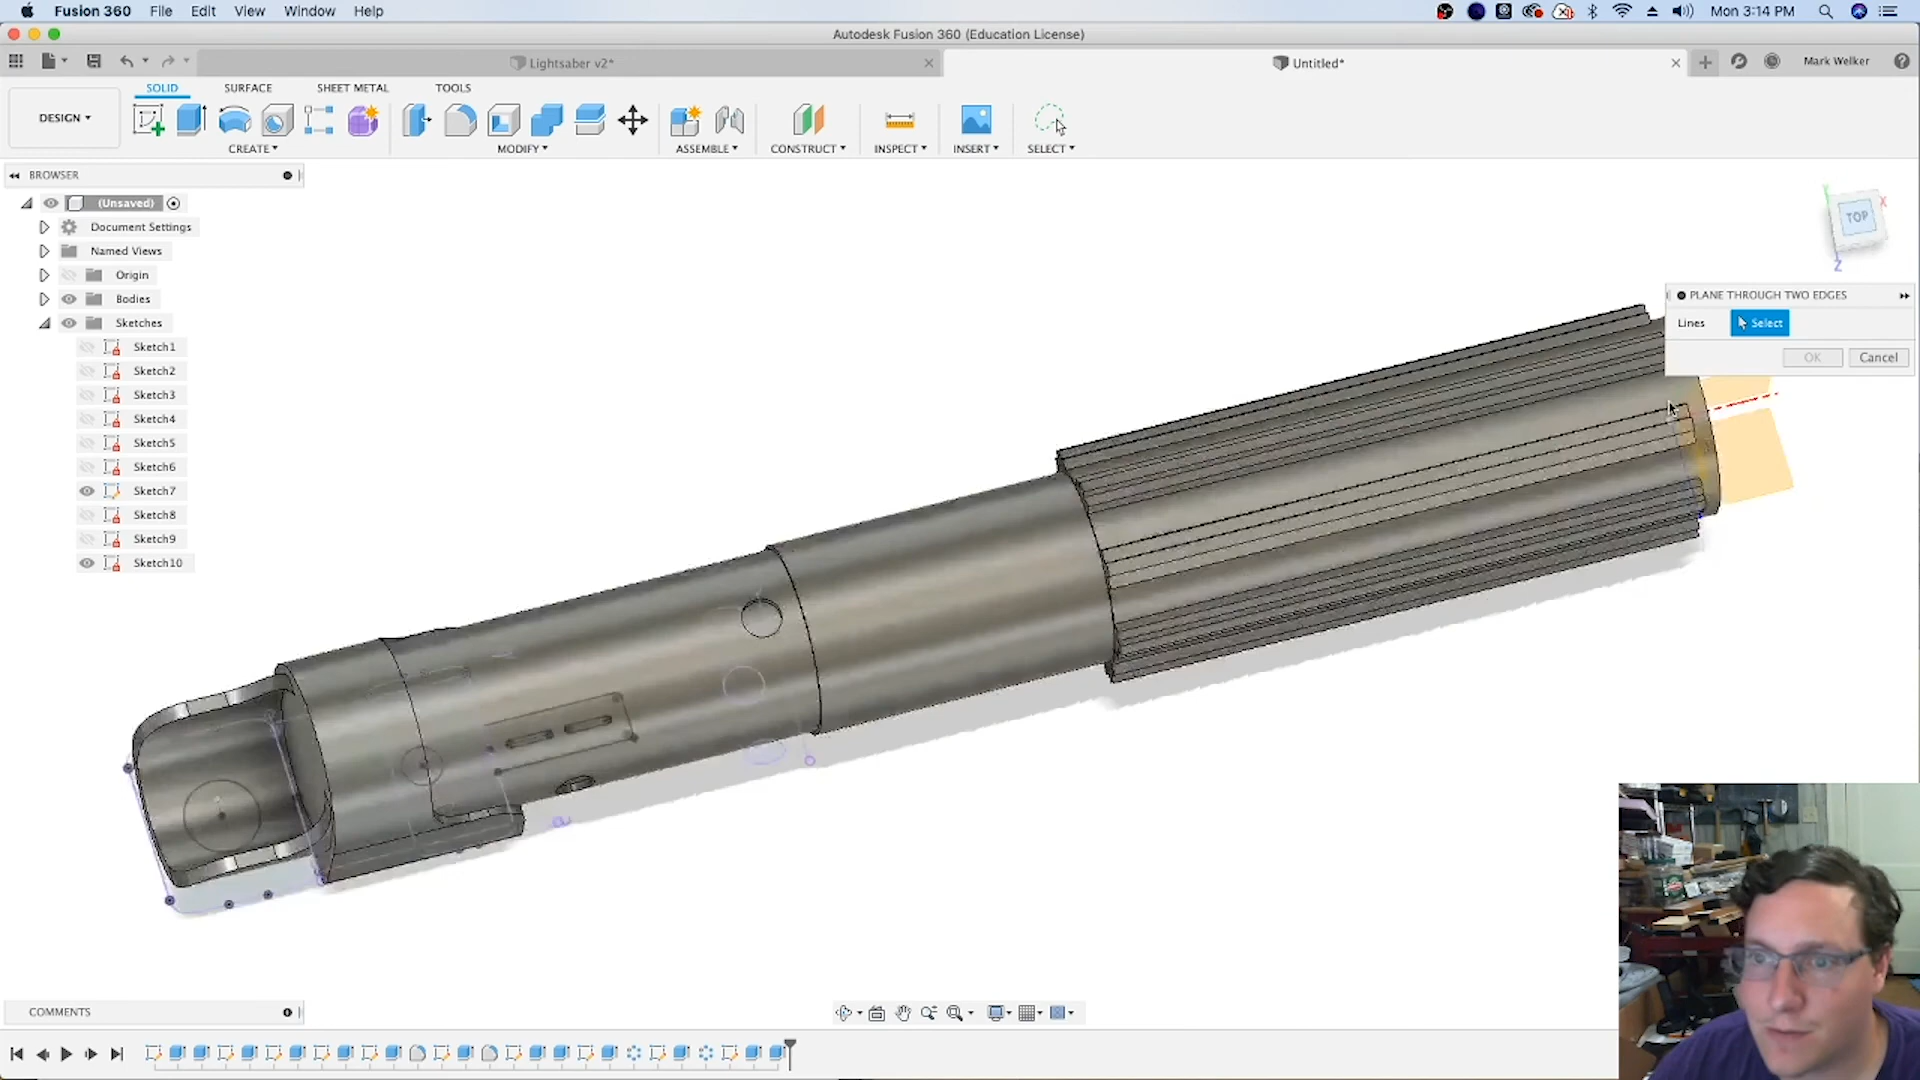 Fusion 360 File Edit View Window Help Mon 3:14 PM
Autodesk Fusion 360 (Education License)
Lightsaber v2* Untitled* Mark Welker
SOLID SURFACE SHEET METAL TOOLS
DESIGN
CREATE MODIFY ASSEMBLE CONSTRUCT INSPECT INSERT SELECT
BROWSER
(Unsaved)
Document Settings
Named Views
Origin
Bodies
Sketches
Sketch1
Sketch2
Sketch3
Sketch4
Sketch5
Sketch6
Sketch7
Sketch8
Sketch9
Sketch10
TOP
X
Y
Z
PLANE THROUGH TWO EDGES
Lines Select
OK Cancel
COMMENTS